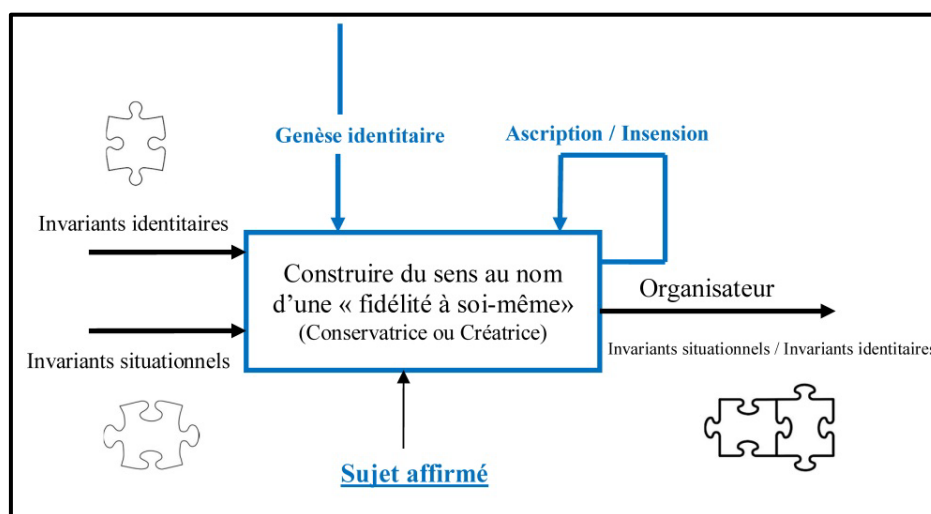 Genèse identitaire
Ascription / Insension
Invariants identitaires
Construire du sens au nom
d’une « fidélité à soi-même»
(Conservatrice ou Créatrice)
Organisateur
Invariants situationnels
Invariants situationnels / Invariants identitaires
Sujet affirmé